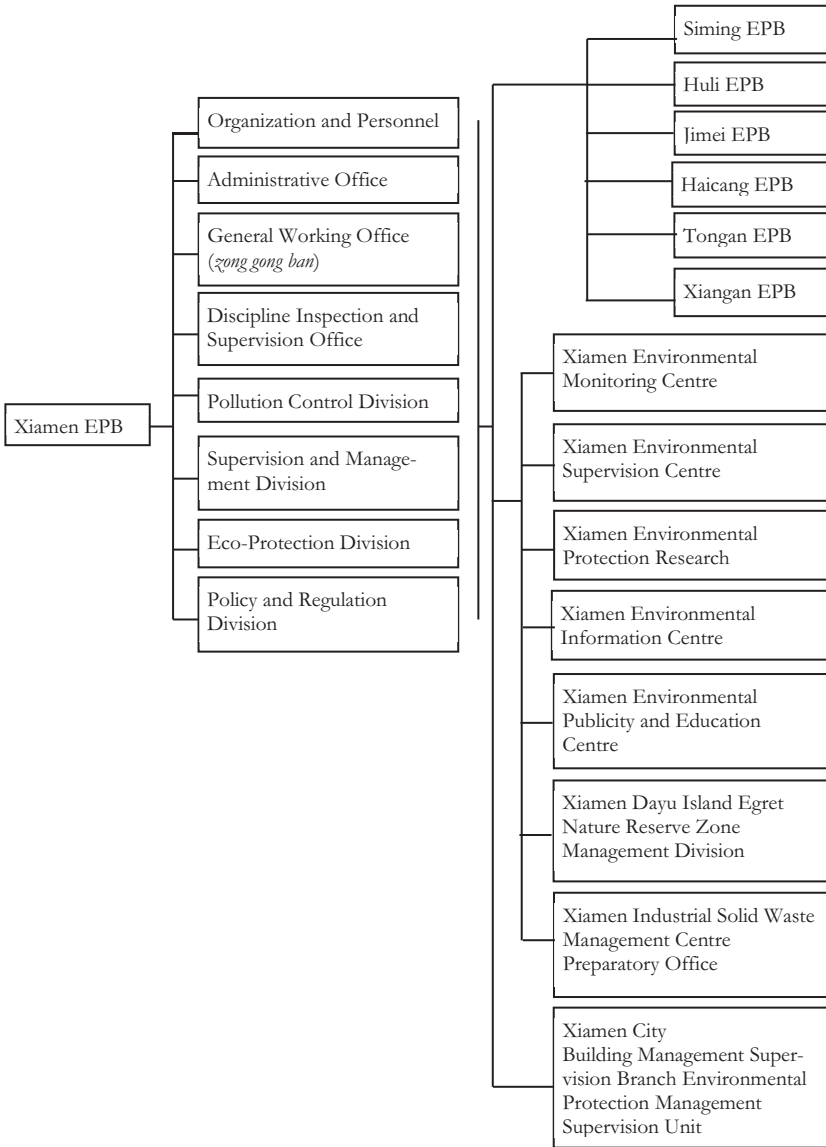 Xiamen EPB
Organization and Personnel
Administrative Office
General Working Office
(zong gong ban)
Discipline Inspection and
Supervision Office
Pollution Control Division
Supervision and Manage-
ment Division
Eco-Protection Division
Policy and Regulation
Division
Siming EPB
Huli EPB
Jimei EPB
Haicang EPB
Tongan EPB
Xiangan EPB
Xiamen Environmental
Monitoring Centre
Xiamen Environmental
Supervision Centre
Xiamen Environmental
Protection Research
Xiamen Environmental
Information Centre
Xiamen Environmental
Publicity and Education
Centre
Xiamen Dayu Island Egret
Nature Reserve Zone
Management Division
Xiamen Industrial Solid Waste
Management Centre
Preparatory Office
Xiamen City
Building Management Super-
vision Branch Environmental
Protection Management
Supervision Unit